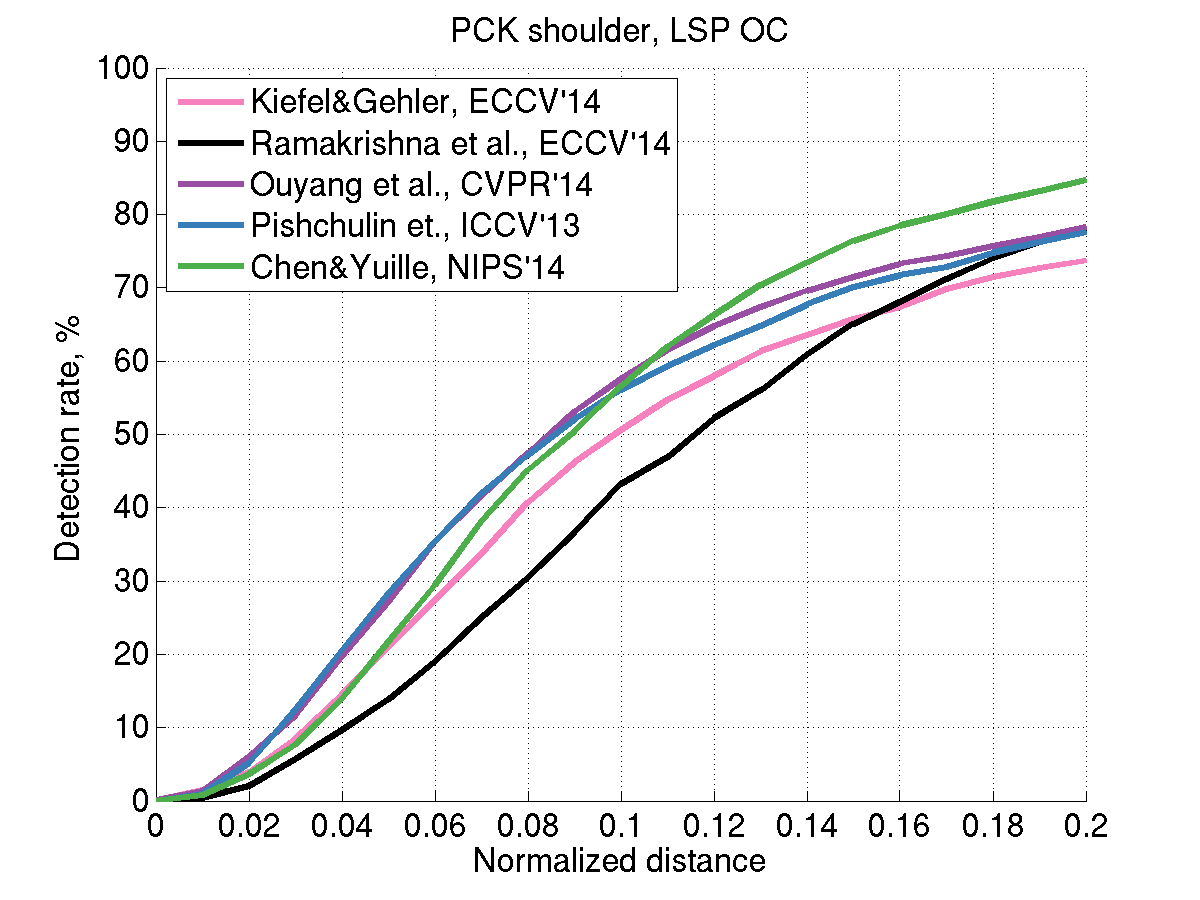 PCK shoulder, LSP OC
100
90
80
70
60
50
40
30
20
10
0
Detection rate, %
Kiefel&Gehler, ECCV'14
Ramakrishna et al., ECCV'14
Ouyang et al., CVPR'14
Pishchulin et., ICCV'13
Chen&Yuille, NIPS'14
0 0.02 0.04 0.06 0.08 0.1 0.12 0.14 0.16 0.18 0.2
Normalized distance